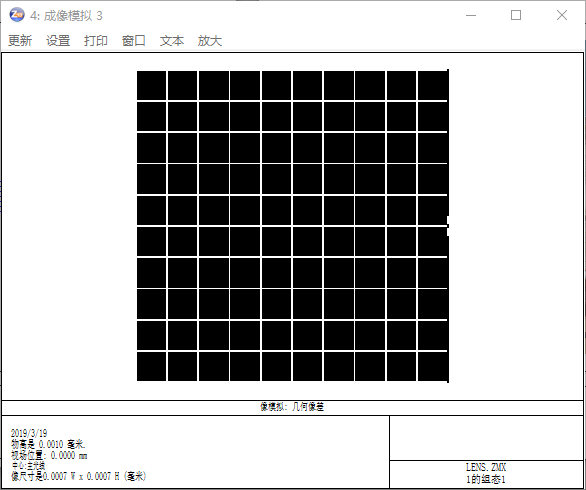 4: 成像模拟 3
更新 设置 打印 窗口 文本 放大
像模拟: 几何像差
2019/3/19
物高是 0.0010 毫米.
视场位置: 0.0000 mm
中心:主光线
像尺寸是0.0007 W x 0.0007 H (毫米)
LENS.ZMX
1的组态1